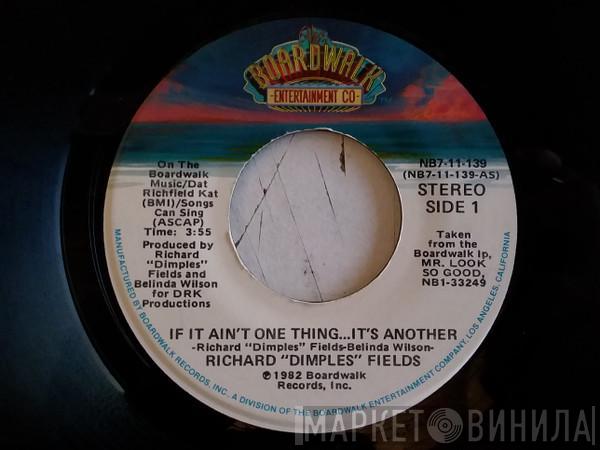 The
BOARDWALK
-ENTERTAINMENT CO-
TM
On The
Boardwalk
Music/Dat
Richfield Kat
(BMI)/Songs
Can Sing
(ASCAP)
Time: 3:55
Produced by
Richard
"Dimples"
Fields and
Belinda Wilson
for DRK
Productions
NB7-11-139
(NB7-11-139-AS)
STEREO
SIDE 1
Taken
from the
Boardwalk lp,
MR. LOOK
SO GOOD,
NB1-33249
IF IT AIN'T ONE THING...IT'S ANOTHER
-Richard "Dimples" Fields-Belinda Wilson-
RICHARD "DIMPLES" FIELDS
℗1982 Boardwalk
Records, Inc.
MANUFACTURED BY BOARDWALK RECORDS, INC. A DIVISION OF THE BOARDWALK ENTERTAINMENT COMPANY, LOS ANGELES, CALIFORNIA
МАРКЕТ ВИНИЛА